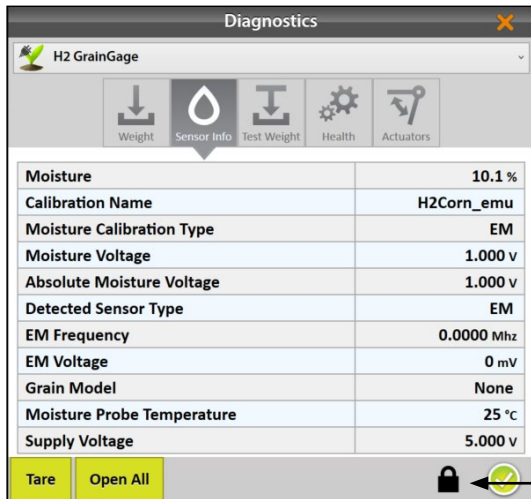 Diagnostics
H2 GrainGage
Weight Sensor Info Test Weight Health Actuators
Moisture 10.1 %
Calibration Name H2Corn_emu
Moisture Calibration Type EM
Moisture Voltage 1.000 V
Absolute Moisture Voltage 1.000 V
Detected Sensor Type EM
EM Frequency 0.0000 Mhz
EM Voltage 0 mV
Grain Model None
Moisture Probe Temperature 25 °C
Supply Voltage 5.000 V
Tare Open All